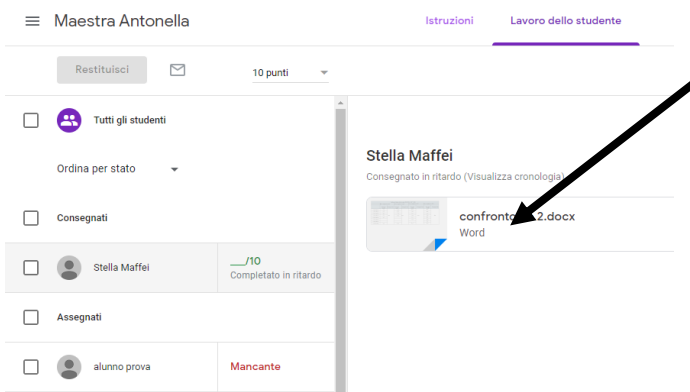 Maestra Antonella
Istruzioni
Lavoro dello studente
Restituisci
10 punti
Tutti gli studenti
Ordina per stato
Consegnati
Stella Maffei
___/10
Completato in ritardo
Assegnati
alunno prova
Mancante
Stella Maffei
Consegnato in ritardo (Visualizza cronologia)
2.docx
Word